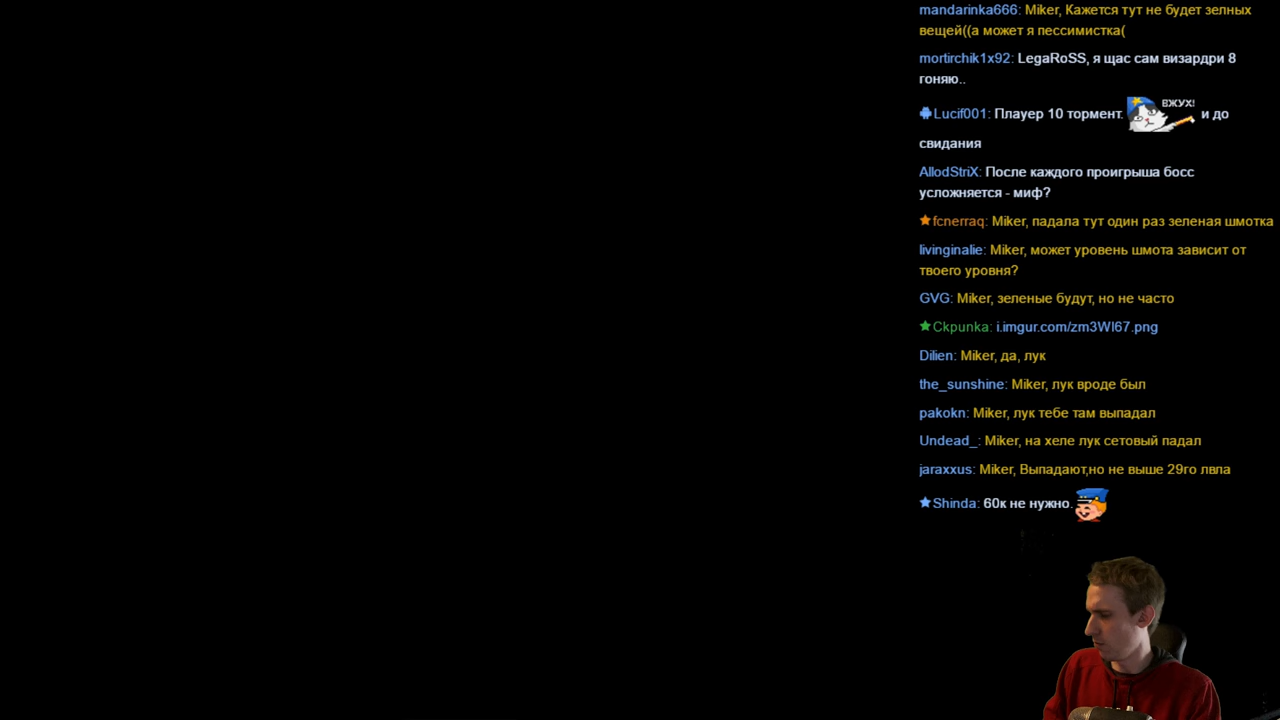 mandarinka666: Miker, Кажется тут не будет зелных
вещей((а может я пессимистка(
mortirchik1x92: LegaRoSS, я щас сам визардри 8
гоняю..
ВЖУХ!
Lucif001: Плауер 10 тормент. и до
свидания
AllodStriX: После каждого проигрыша босс
усложняется - миф?
fcnerraq: Miker, падала тут один раз зеленая шмотка
livinginalie: Miker, может уровень шмота зависит от
твоего уровня?
GVG: Miker, зеленые будут, но не часто
Ckpunka: i.imgur.com/zm3WI67.png
Dilien: Miker, да, лук
the_sunshine: Miker, лук вроде был
pakokn: Miker, лук тебе там выпадал
Undead_: Miker, на хеле лук сетовый падал
jaraxxus: Miker, Выпадают,но не выше 29го лвла
Shinda: 60к не нужно.